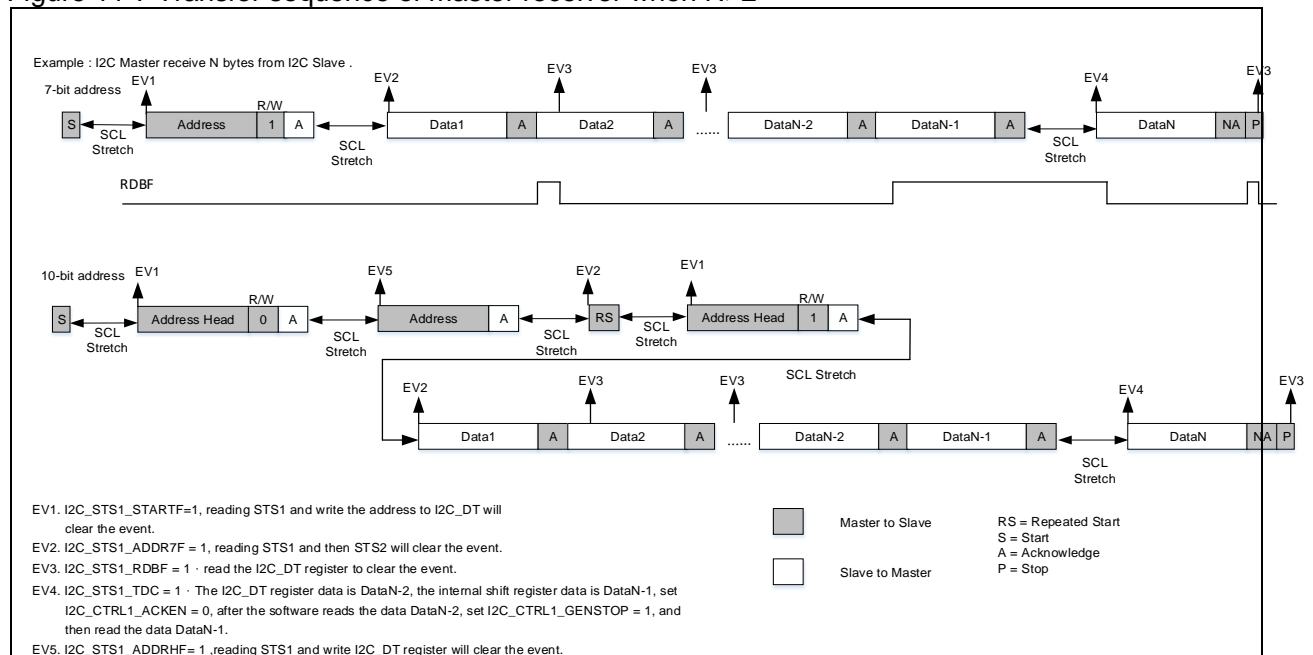 Figure 11-7 Transfer sequence of master receiver when N>2
Example : I2C Master receive N bytes from I2C Slave .
7-bit address
EV1 EV2 EV3 EV3 EV4 EV3
R/W
S Address 1 A Data1 A Data2 A ...... DataN-2 A DataN-1 A DataN NA P
SCL Stretch SCL Stretch SCL Stretch
RDBF
10-bit address
EV1 EV5 EV2 EV1
R/W R/W
S Address Head 0 A Address A RS Address Head 1 A
SCL Stretch SCL Stretch SCL Stretch SCL Stretch
SCL Stretch
EV2 EV3 EV3 EV4 EV3
Data1 A Data2 A ...... DataN-2 A DataN-1 A DataN NA P
SCL Stretch
EV1. I2C_STS1_STARTF=1, reading STS1 and write the address to I2C_DT will
clear the event.
EV2. I2C_STS1_ADDR7F = 1, reading STS1 and then STS2 will clear the event.
EV3. I2C_STS1_RDBF = 1 · read the I2C_DT register to clear the event.
EV4. I2C_STS1_TDC = 1 · The I2C_DT register data is DataN-2, the internal shift register data is DataN-1, set
I2C_CTRL1_ACKEN = 0, after the software reads the data DataN-2, set I2C_CTRL1_GENSTOP = 1, and
then read the data DataN-1.
EV5. I2C_STS1_ADDRHF= 1 ,reading STS1 and write I2C_DT register will clear the event.
Master to Slave
Slave to Master
RS = Repeated Start
S = Start
A = Acknowledge
P = Stop